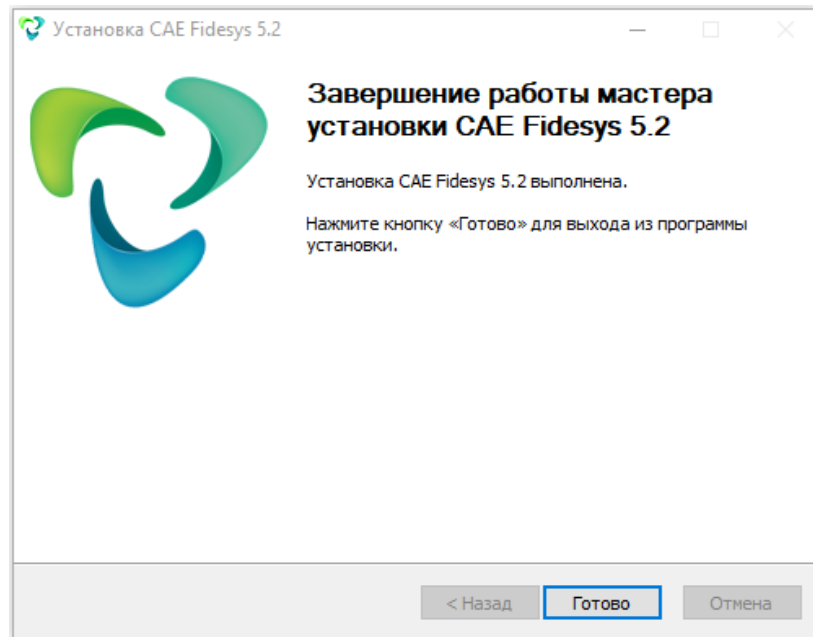 Установка CAE Fidesys 5.2
Завершение работы мастера
установки CAE Fidesys 5.2
Установка CAE Fidesys 5.2 выполнена.
Нажмите кнопку «Готово» для выхода из программы
установки.
< Назад
Готово
Отмена